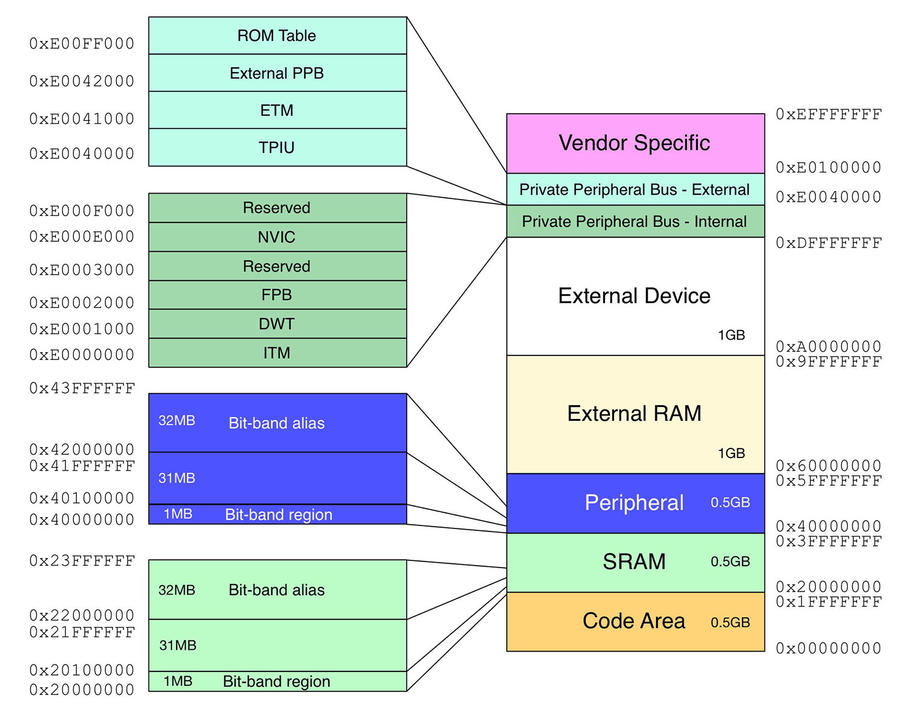 0xE00FF000
ROM Table
0xE0042000
External PPB
0xE0041000
ETM
0xE0040000
TPIU
0xE000F000
Reserved
0xE000E000
NVIC
0xE0003000
Reserved
0xE0002000
FPB
0xE0001000
DWT
0xE0000000
ITM
0x43FFFFFF
32MB Bit-band alias
0x42000000
0x41FFFFFF
31MB
0x40100000
1MB Bit-band region
0x40000000
0x23FFFFFF
32MB Bit-band alias
0x22000000
0x21FFFFFF
31MB
0x20100000
1MB Bit-band region
0x20000000
0xEFFFFFFF
Vendor Specific
0xE0100000
Private Peripheral Bus - External
0xE0040000
Private Peripheral Bus - Internal
0xDFFFFFFF
External Device
1GB
0xA0000000
0x9FFFFFFF
External RAM
1GB
0x60000000
0x5FFFFFFF
Peripheral 0.5GB
0x40000000
0x3FFFFFFF
SRAM 0.5GB
0x20000000
0x1FFFFFFF
Code Area 0.5GB
0x00000000